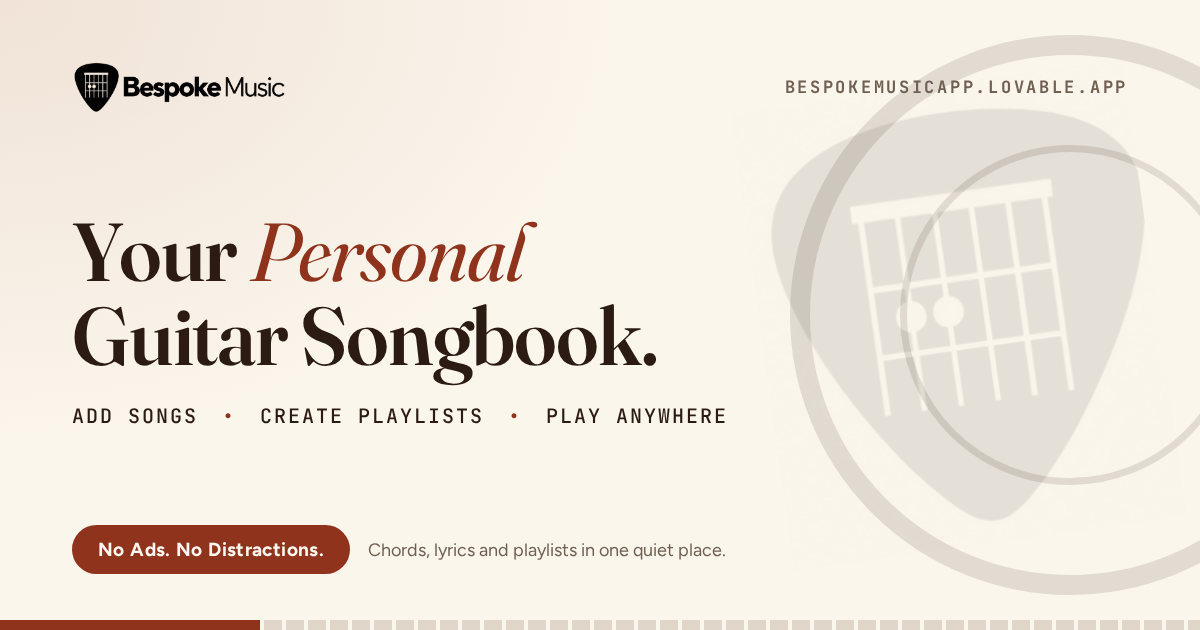 Bespoke Music
BESPOKEMUSICAPP.LOVABLE.APP
Your Personal
Guitar Songbook.
ADD SONGS • CREATE PLAYLISTS • PLAY ANYWHERE
No Ads. No Distractions.
Chords, lyrics and playlists in one quiet place.